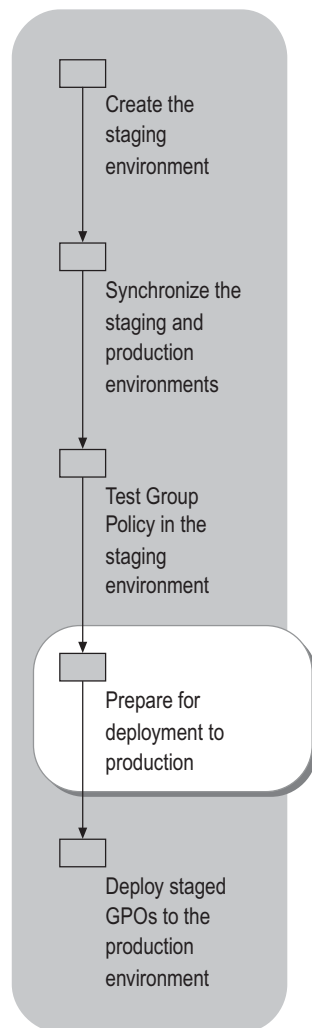 Create the
staging
environment
Synchronize the
staging and
production
environments
Test Group
Policy in the
staging
environment
Prepare for
deployment to
production
Deploy staged
GPOs to the
production
environment